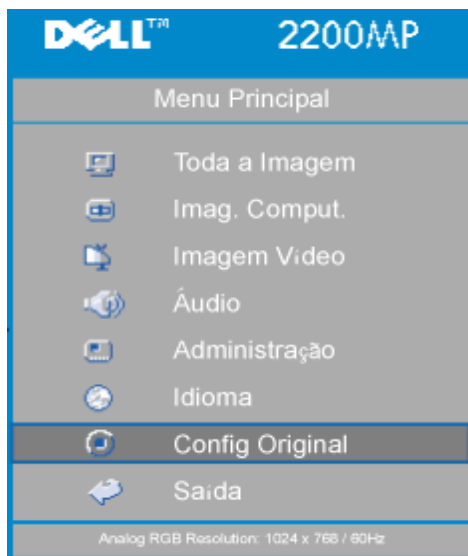 DELL™ 2200MP
Menu Principal
Toda a Imagem
Imag. Comput.
Imagem Vídeo
Áudio
Administração
Idioma
Config Original
Saída
Analog RGB Resolution: 1024 x 768 / 60Hz